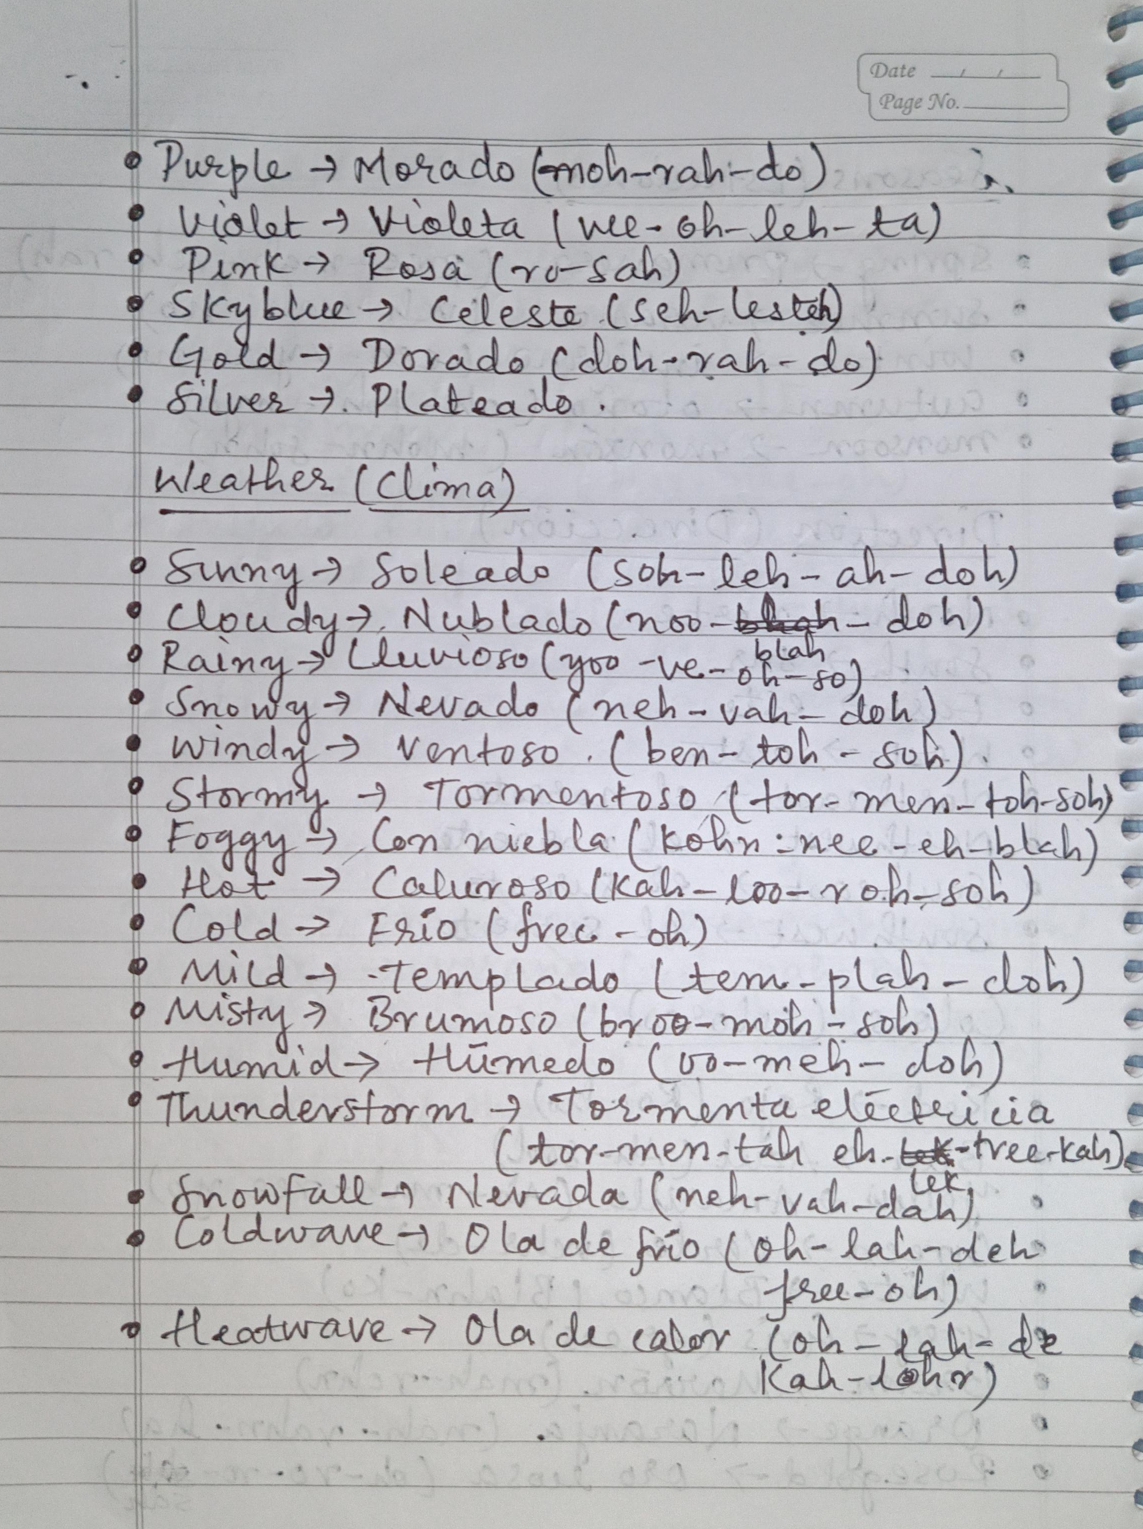 Date / /
Page No.
• Purple → Morado (moh-rah-do)
• Violet → Violeta (vee-oh-leh-ta)
• Pink → Rosa (ro-sah)
• Skyblue → Celeste (seh-lesteh)
• Gold → Dorado (doh-rah-do)
• Silver → Plateado.
Weather (Clima)
• Sunny → Soleado (soh-leh-ah-doh)
• Cloudy → Nublado (noo-blah-doh)
• Rainy → Lluvioso (yoo-ve-oh-so)
• Snowy → Nevado (neh-vah-doh)
• Windy → Ventoso. (ben-toh-soh).
• Stormy → Tormentoso (tor-men-toh-soh)
• Foggy → Con niebla (kohn-nee-eh-blah)
• Hot → Caluroso (kah-loo-roh-soh)
• Cold → Frío (free-oh)
• Mild → Templado (tem-plah-doh)
• Misty → Brumoso (broo-moh-soh)
• Humid → Húmedo (oo-meh-doh)
• Thunderstorm → Tormenta eléctricia
(tor-men-tah eh-lek-tree-kah)
• Snowfall → Nevada (neh-vah-dah)
• Coldwave → Ola de frío (oh-lah-deh
free-oh)
• Heatwave → Ola de calor (oh-lah-de
kah-lohr)